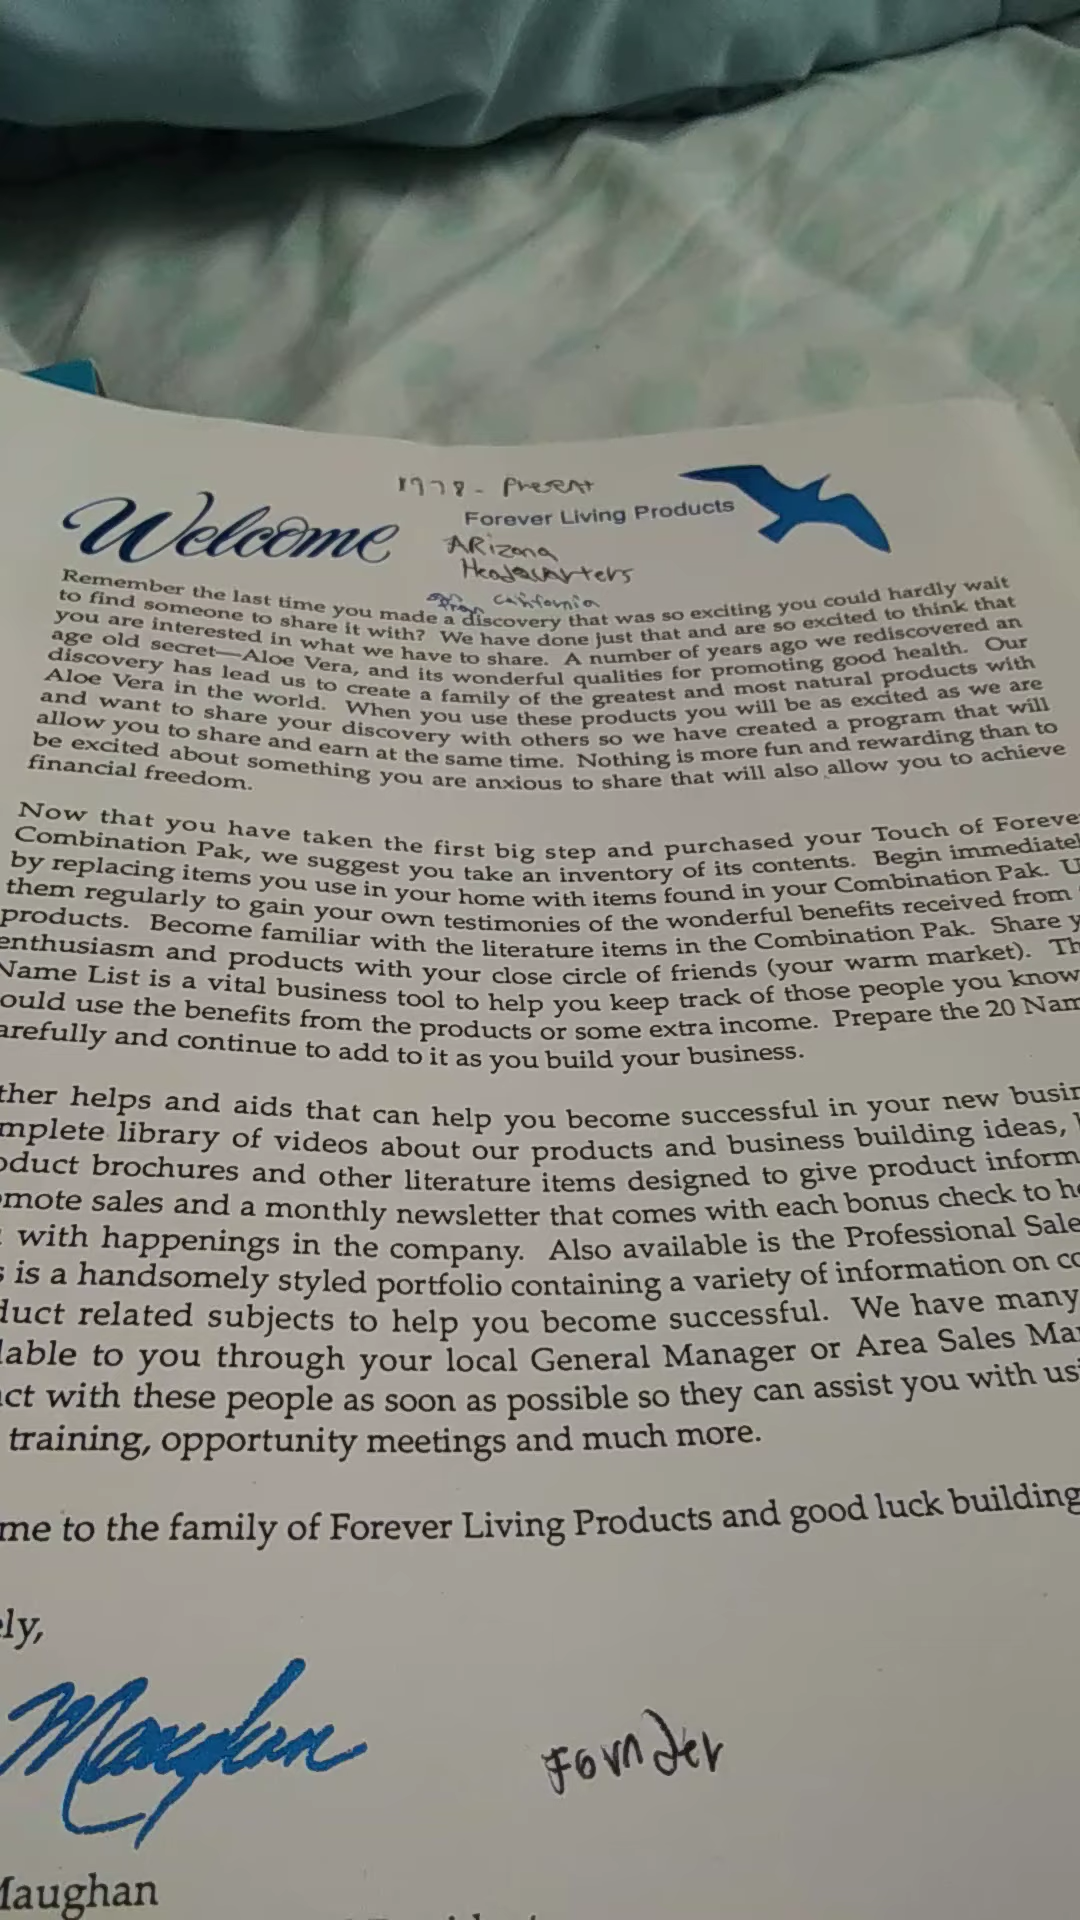 1978 - Present
Welcome
Forever Living Products
ARizona
Headquarters
from california
Remember the last time you made a discovery that was so exciting you could hardly wait
to find someone to share it with? We have done just that and are so excited to think that
you are interested in what we have to share. A number of years ago we rediscovered an
age old secret—Aloe Vera, and its wonderful qualities for promoting good health. Our
discovery has lead us to create a family of the greatest and most natural products with
Aloe Vera in the world. When you use these products you will be as excited as we are
and want to share your discovery with others so we have created a program that will
allow you to share and earn at the same time. Nothing is more fun and rewarding than to
be excited about something you are anxious to share that will also allow you to achieve
financial freedom.
Now that you have taken the first big step and purchased your Touch of Foreve
Combination Pak, we suggest you take an inventory of its contents. Begin immediatel
by replacing items you use in your home with items found in your Combination Pak. U
them regularly to gain your own testimonies of the wonderful benefits received from
products. Become familiar with the literature items in the Combination Pak. Share y
enthusiasm and products with your close circle of friends (your warm market). Th
Name List is a vital business tool to help you keep track of those people you know
ould use the benefits from the products or some extra income. Prepare the 20 Nam
arefully and continue to add to it as you build your business.
ther helps and aids that can help you become successful in your new busin
mplete library of videos about our products and business building ideas,
oduct brochures and other literature items designed to give product inform
omote sales and a monthly newsletter that comes with each bonus check to he
with happenings in the company. Also available is the Professional Sale
s is a handsomely styled portfolio containing a variety of information on co
duct related subjects to help you become successful. We have many
lable to you through your local General Manager or Area Sales Ma
act with these people as soon as possible so they can assist you with usi
training, opportunity meetings and much more.
me to the family of Forever Living Products and good luck building
ely,
Maughan
Founder
Maughan